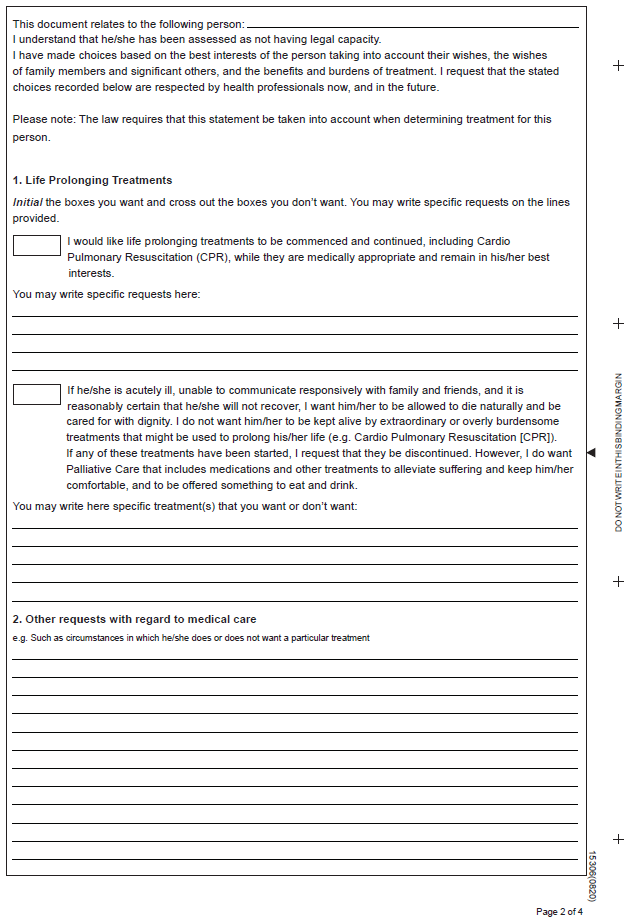 This document relates to the following person:
I understand that he/she has been assessed as not having legal capacity.
I have made choices based on the best interests of the person taking into account their wishes, the wishes
of family members and significant others, and the benefits and burdens of treatment. I request that the stated
choices recorded below are respected by health professionals now, and in the future.
Please note: The law requires that this statement be taken into account when determining treatment for this
person.
1. Life Prolonging Treatments
Initial the boxes you want and cross out the boxes you don't want. You may write specific requests on the lines
provided.
I would like life prolonging treatments to be commenced and continued, including Cardio
Pulmonary Resuscitation (CPR), while they are medically appropriate and remain in his/her best
interests.
You may write specific requests here:
If he/she is acutely ill, unable to communicate responsively with family and friends, and it is
reasonably certain that he/she will not recover, I want him/her to be allowed to die naturally and be
cared for with dignity. I do not want him/her to be kept alive by extraordinary or overly burdensome
treatments that might be used to prolong his/her life (e.g. Cardio Pulmonary Resuscitation [CPR]).
If any of these treatments have been started, I request that they be discontinued. However, I do want
Palliative Care that includes medications and other treatments to alleviate suffering and keep him/her
comfortable, and to be offered something to eat and drink.
You may write here specific treatment(s) that you want or don't want:
2. Other requests with regard to medical care
e.g. Such as circumstances in which he/she does or does not want a particular treatment
DO NOT WRITE IN THIS BINDING MARGIN
15306(0820)
Page 2 of 4